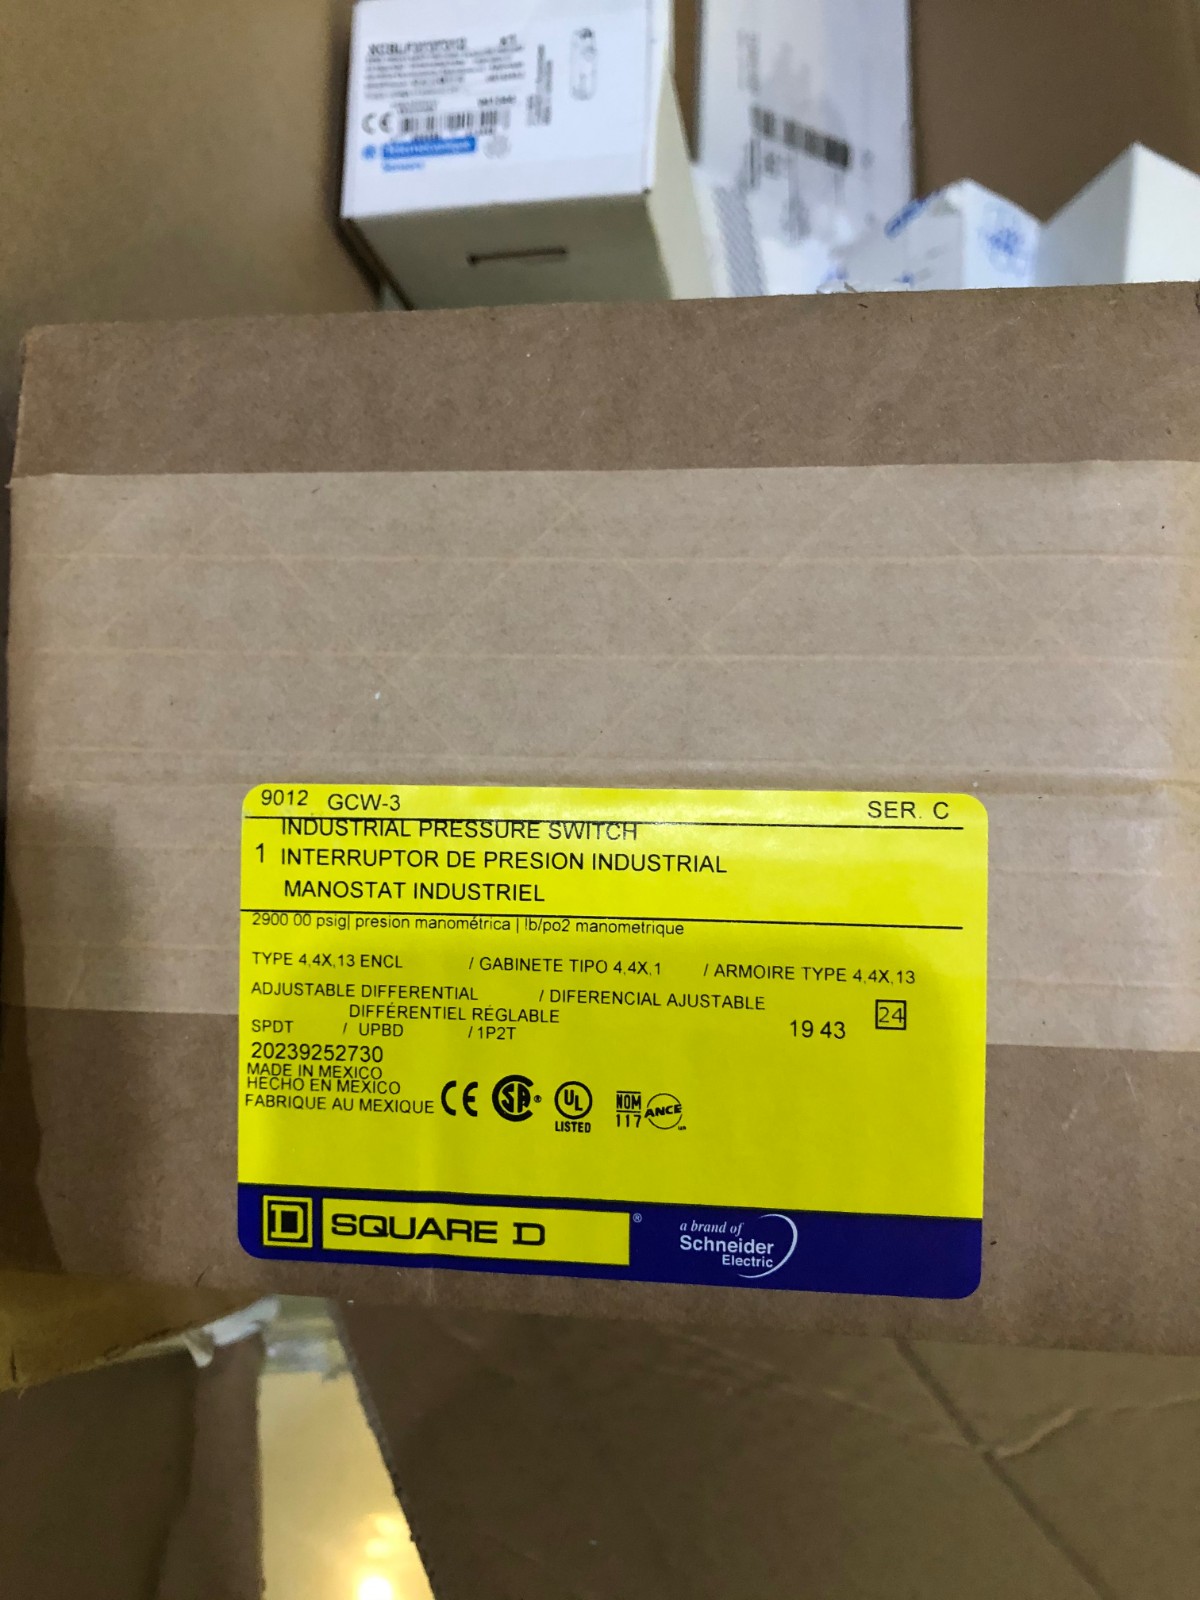 CE
9012 GCW-3 SER. C
INDUSTRIAL PRESSURE SWITCH
1 INTERRUPTOR DE PRESION INDUSTRIAL
MANOSTAT INDUSTRIEL
2900 00 psig| presion manométrica | lb/po2 manometrique
TYPE 4,4X,13 ENCL / GABINETE TIPO 4,4X,1 / ARMOIRE TYPE 4,4X,13
ADJUSTABLE DIFFERENTIAL / DIFERENCIAL AJUSTABLE
DIFFÉRENTIEL RÉGLABLE
SPDT / UPBD / 1P2T 19 43 24
20239252730
MADE IN MEXICO
HECHO EN MEXICO
FABRIQUE AU MEXIQUE
CE SA ® UL LISTED NOM 117 ANCE
D SQUARE D ®
a brand of
Schneider
Electric